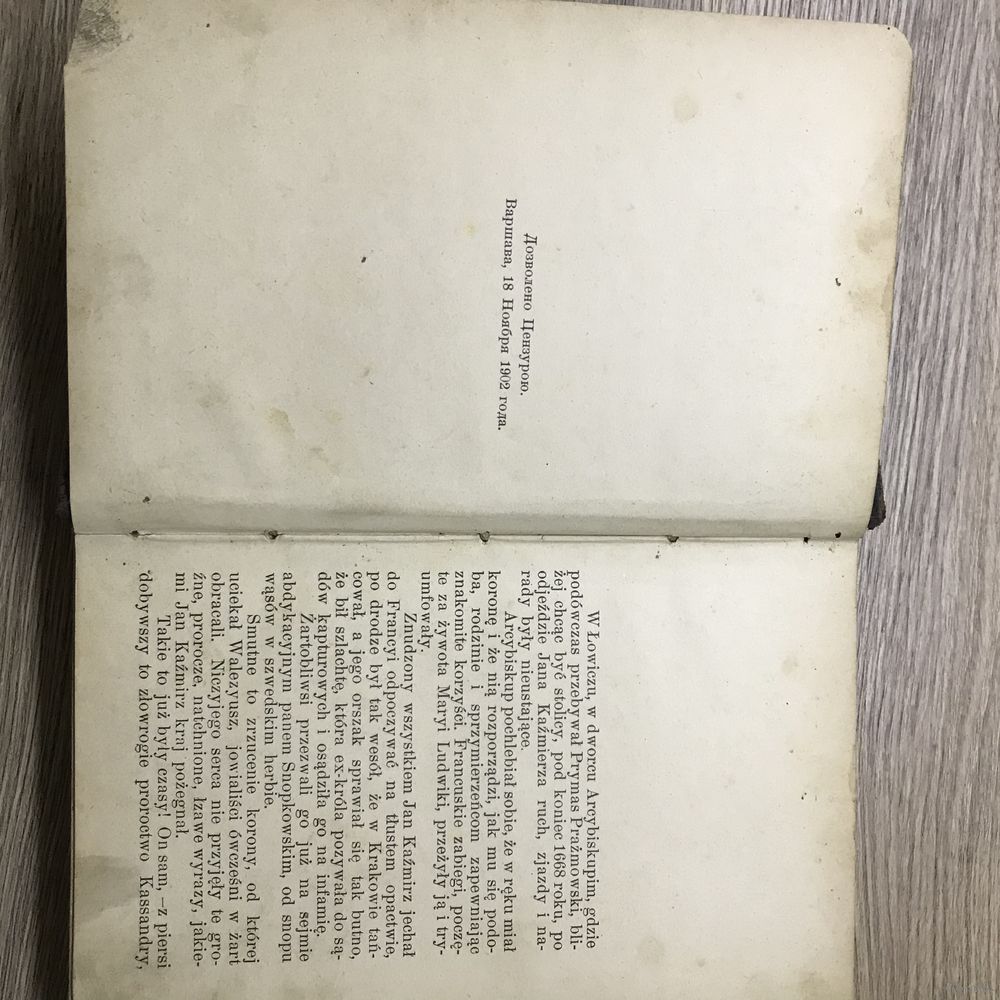 Дозволено Цензурою.
Варшава, 18 Ноября 1902 года.
W Łowiczu, w dworcu Arcybiskupim, gdzie
podówczas przebywał Prymas Prażmowski, bli-
żej chcąc być stolicy, pod koniec 1668 roku, po
odjeździe Jana Kaźmierza ruch, zjazdy i na-
rady były nieustające.
Arcybiskup pochlebiał sobie, że w ręku miał
koronę i że nią rozporządzi, jak mu się podo-
ba, rodzinie i sprzymierzeńcom zapewniając
znakomite korzyści. Francuskie zabiegi, poczę-
te za żywota Maryi Ludwiki, przeżyły ją i try-
umfowały.
Znudzony wszystkiem Jan Kaźmirz jechał
do Francyi odpoczywać na tłustem opactwie,
po drodze był tak wesół, że w Krakowie tań-
cował, a jego orszak sprawiał się tak butno,
że bił szlachtę, która ex-króla pozywała do są-
dów kapturowych i osądziła go na infamię.
Żartobliwsi przezwali go już na sejmie
abdykacyjnym panem Snopkowskim, od snopu
wąsów w szwedskim herbie.
Smutne to zrzucenie korony, od której
uciekał Walezyusz, jowialiści ówcześni w żart
obracali. Niczyjego serca nie przyjęły te gro-
źne, prorocze, natchnione, łzawe wyrazy, jakie-
mi Jan Kaźmirz kraj pożegnał.
Takie to już były czasy! On sam, —z piersi
dobywszy to złowrogie proroctwo Kassandry,